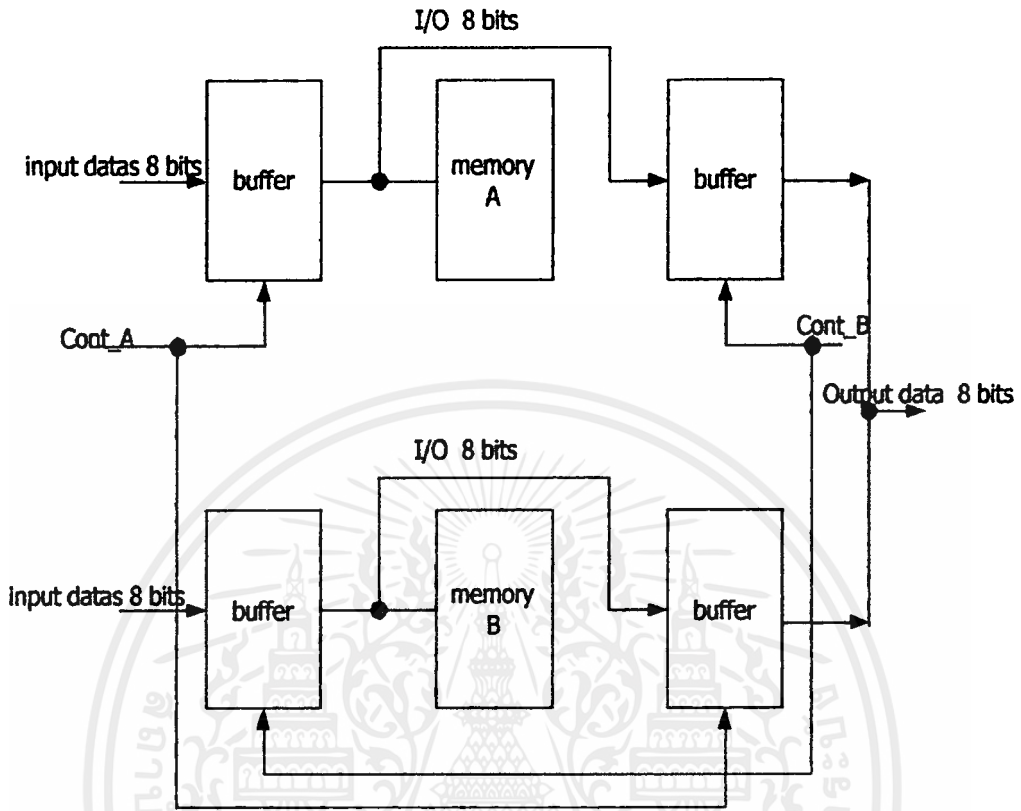 I/O 8 bits
input datas 8 bits
buffer
memory
A
buffer
Cont_A
Cont_B
Output data 8 bits
I/O 8 bits
input datas 8 bits
buffer
memory
B
buffer